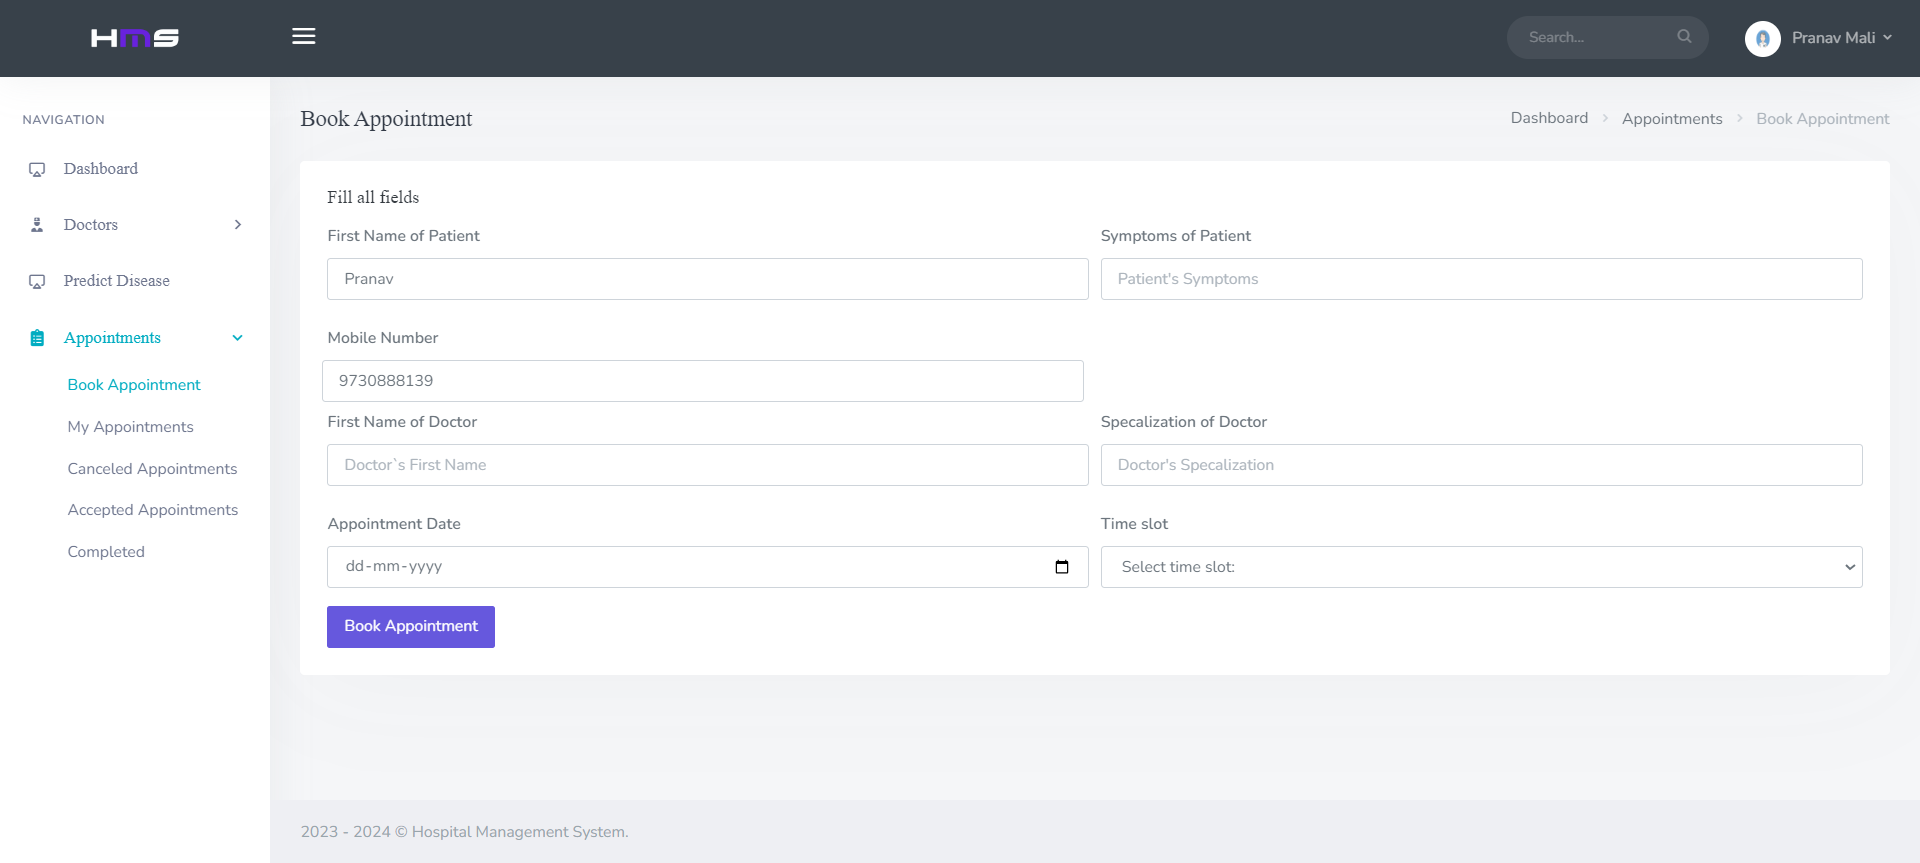 HMS
Search...
Pranav Mali
NAVIGATION
Dashboard
Doctors
Predict Disease
Appointments
Book Appointment
My Appointments
Canceled Appointments
Accepted Appointments
Completed
Book Appointment
Dashboard > Appointments > Book Appointment
Fill all fields
First Name of Patient
Pranav
Symptoms of Patient
Patient's Symptoms
Mobile Number
9730888139
First Name of Doctor
Doctor`s First Name
Specalization of Doctor
Doctor's Specalization
Appointment Date
dd-mm-yyyy
Time slot
Select time slot:
Book Appointment
2023 - 2024 © Hospital Management System.